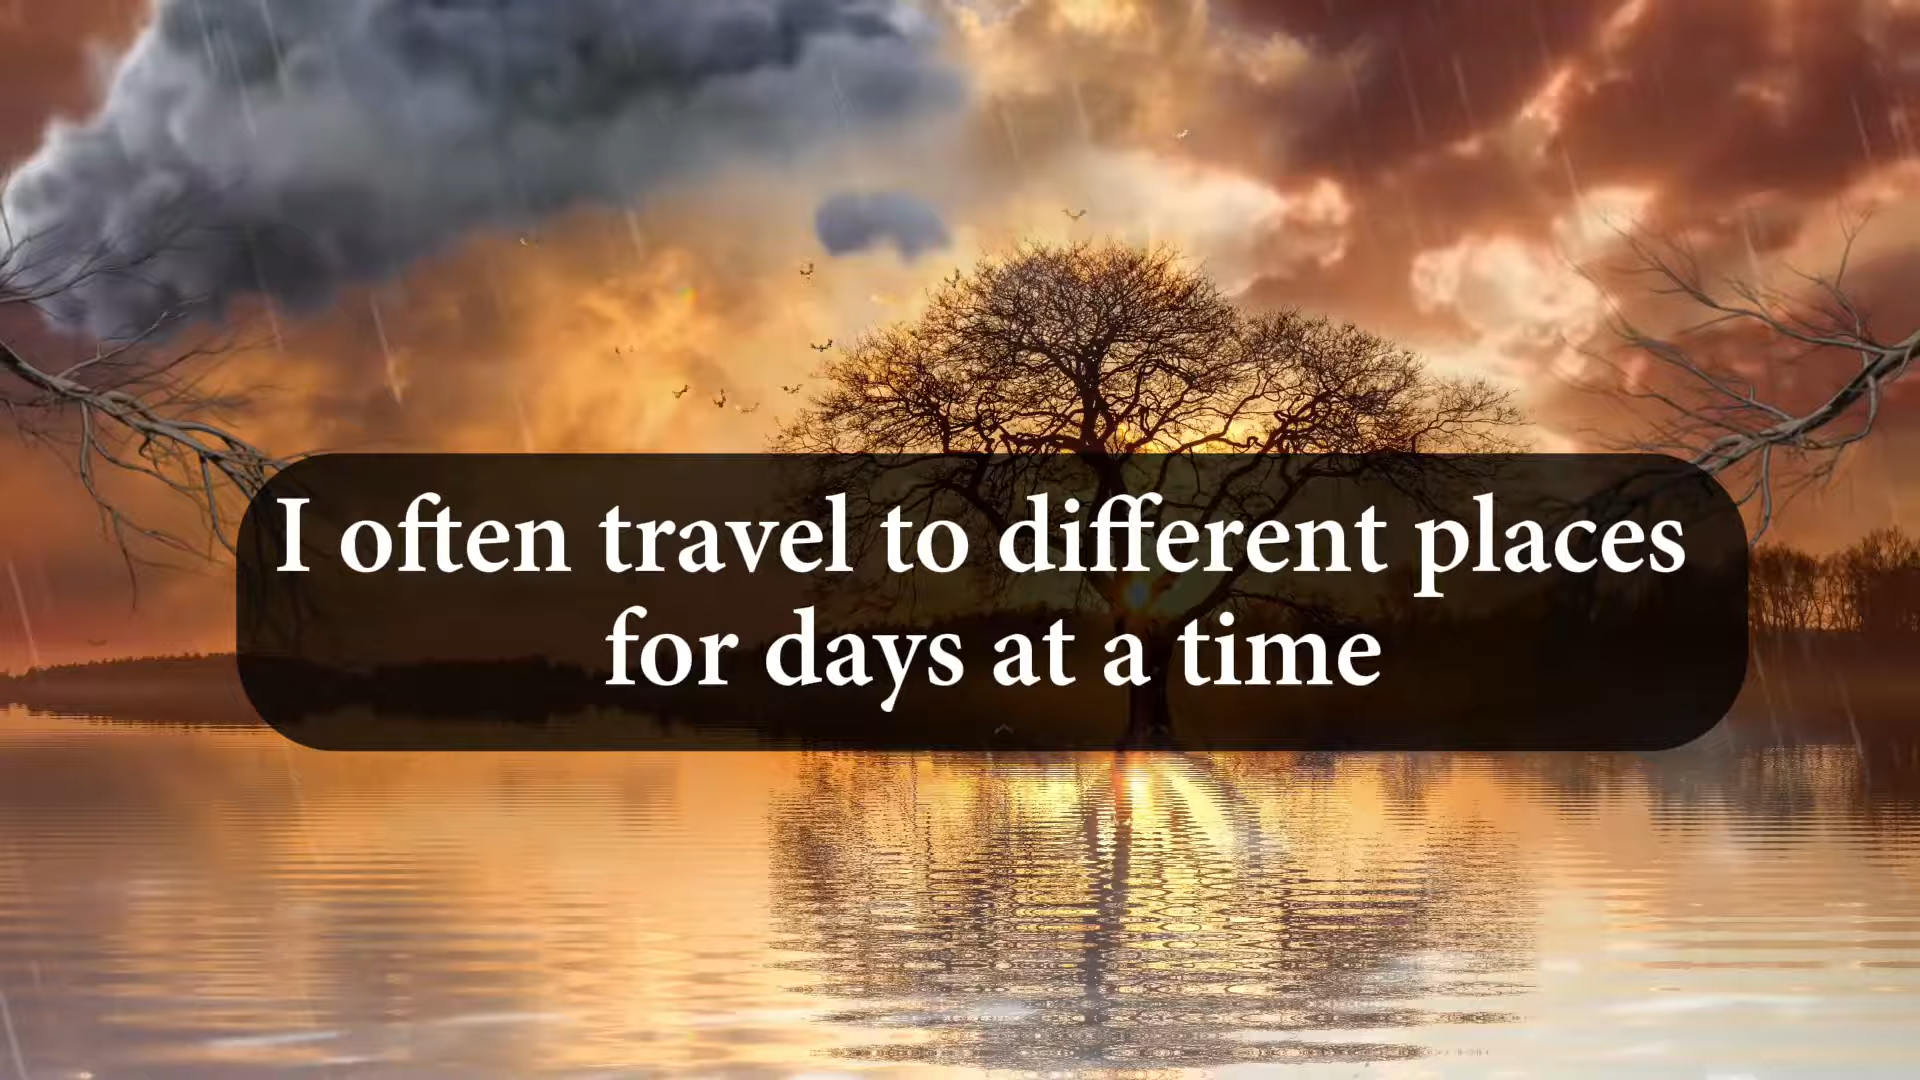 I often travel to different places
for days at a time